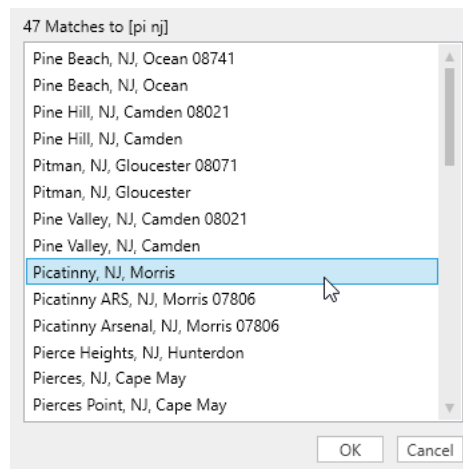 47 Matches to [pi nj]
Pine Beach, NJ, Ocean 08741
Pine Beach, NJ, Ocean
Pine Hill, NJ, Camden 08021
Pine Hill, NJ, Camden
Pitman, NJ, Gloucester 08071
Pitman, NJ, Gloucester
Pine Valley, NJ, Camden 08021
Pine Valley, NJ, Camden
Picatinny, NJ, Morris
Picatinny ARS, NJ, Morris 07806
Picatinny Arsenal, NJ, Morris 07806
Pierce Heights, NJ, Hunterdon
Pierces, NJ, Cape May
Pierces Point, NJ, Cape May
OK Cancel